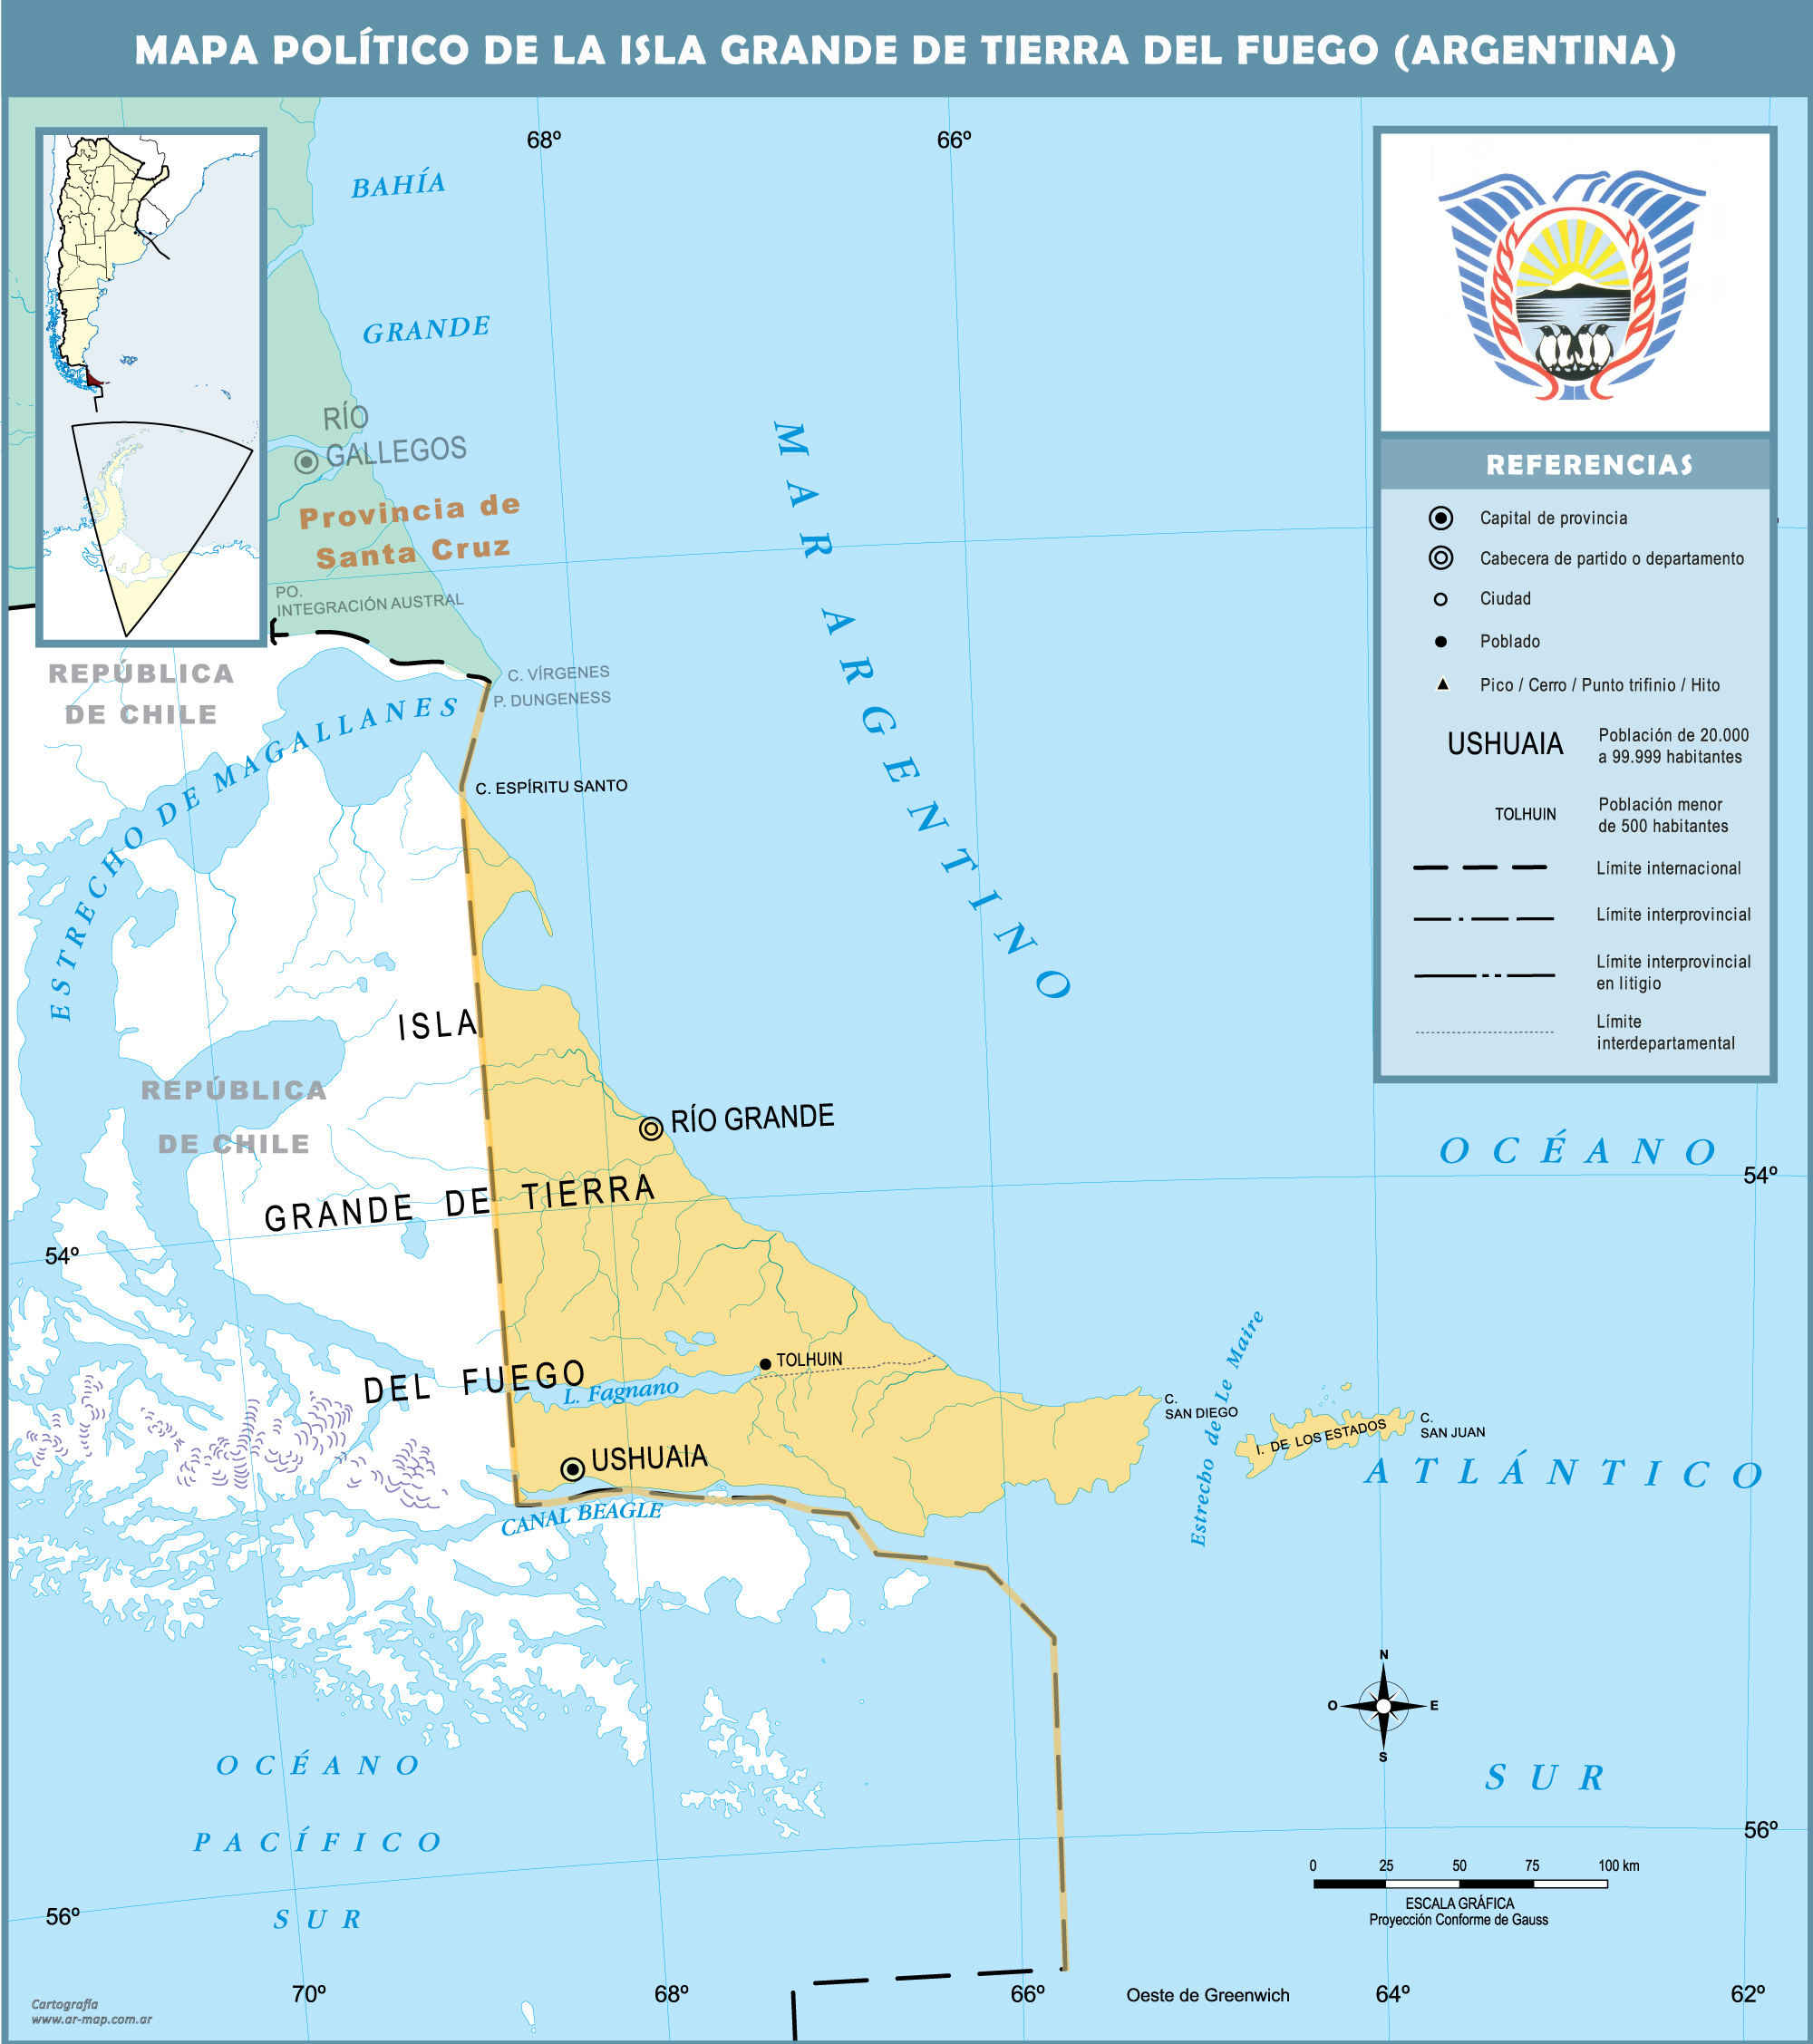 MAPA POLÍTICO DE LA ISLA GRANDE DE TIERRA DEL FUEGO (ARGENTINA)
68º
66º
BAHÍA
GRANDE
RÍO
GALLEGOS
Provincia de
Santa Cruz
PO.
INTEGRACIÓN AUSTRAL
REPÚBLICA
DE CHILE
C. VÍRGENES
P. DUNGENESS
ESTRECHO DE MAGALLANES
C. ESPÍRITU SANTO
MAR ARGENTINO
REFERENCIAS
Capital de provincia
Cabecera de partido o departamento
Ciudad
Poblado
Pico / Cerro / Punto trifinio / Hito
USHUAIA
Población de 20.000
a 99.999 habitantes
TOLHUIN
Población menor
de 500 habitantes
Límite internacional
Límite interprovincial
Límite interprovincial
en litigio
Límite
interdepartamental
ISLA
REPÚBLICA
DE CHILE
RÍO GRANDE
GRANDE DE TIERRA
OCÉANO
54º
54º
DEL FUEGO
TOLHUIN
L. Fagnano
USHUAIA
CANAL BEAGLE
C.
SAN DIEGO
Estrecho de Le Maire
I. DE LOS ESTADOS
C.
SAN JUAN
ATLÁNTICO
N
O
E
S
SUR
OCÉANO
PACÍFICO
SUR
56º
56º
0 25 50 75 100 km
ESCALA GRÁFICA
Proyección Conforme de Gauss
70º
68º
66º
Oeste de Greenwich
64º
62º
Cartografía
www.ar-map.com.ar